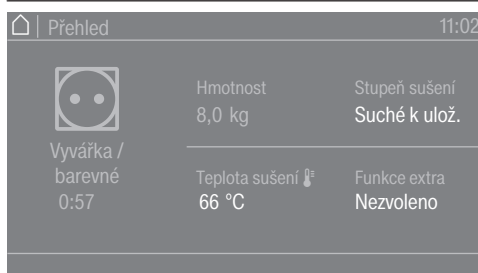 Přehled 11:02
Hmotnost
8,0 kg
Stupeň sušení
Suché k ulož.
Vyvářka /
barevné
0:57
Teplota sušení
66 °C
Funkce extra
Nezvoleno